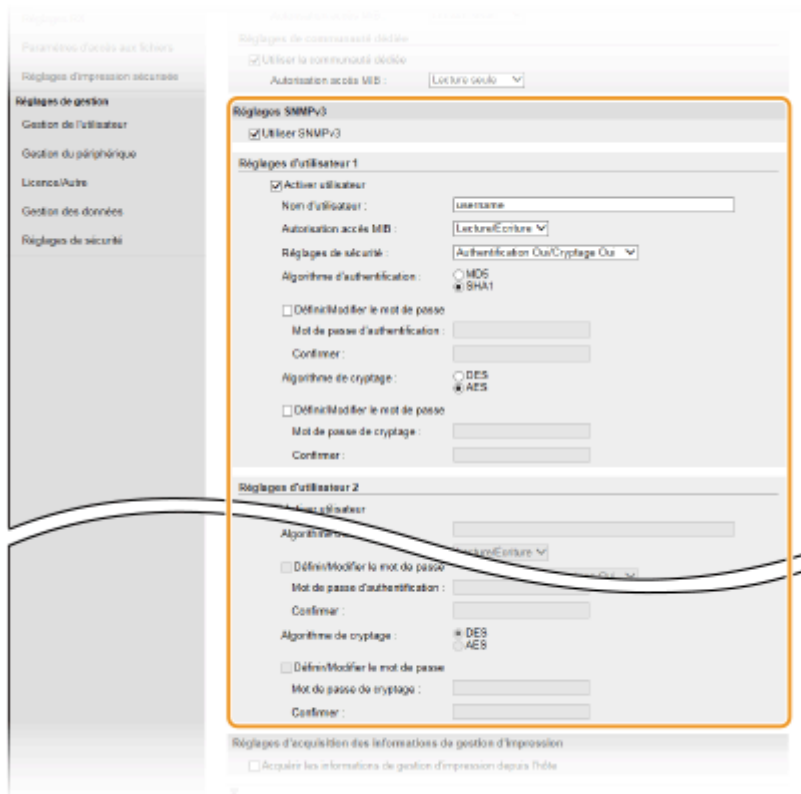 Paramètres d'accès aux fichiers
Réglages d'impression sécurisée
Réglages de gestion
Gestion de l'utilisateur
Gestion du périphérique
Licence/Autre
Gestion des données
Réglages de sécurité
Réglages de communauté dédiée
Utiliser la communauté dédiée
Autorisation accès MIB : Lecture seule
Réglages SNMPv3
Utiliser SNMPv3
Réglages d'utilisateur 1
Activer utilisateur
Nom d'utilisateur : username
Autorisation accès MIB : Lecture/Ecriture
Réglages de sécurité : Authentification Oui/Cryptage Oui
Algorithme d'authentification : MD5
SHA1
Définir/Modifier le mot de passe
Mot de passe d'authentification :
Confirmer :
Algorithme de cryptage : DES
AES
Définir/Modifier le mot de passe
Mot de passe de cryptage :
Confirmer :
Réglages d'utilisateur 2
utilisateur
Algorithme
Lecture/Ecriture
Définir/Modifier le mot de passe
Mot de passe d'authentification :
Confirmer :
Algorithme de cryptage : DES
AES
Définir/Modifier le mot de passe
Mot de passe de cryptage :
Confirmer :
Réglages d'acquisition des informations de gestion d'impression
Acquérir les informations de gestion d'impression depuis l'hôte